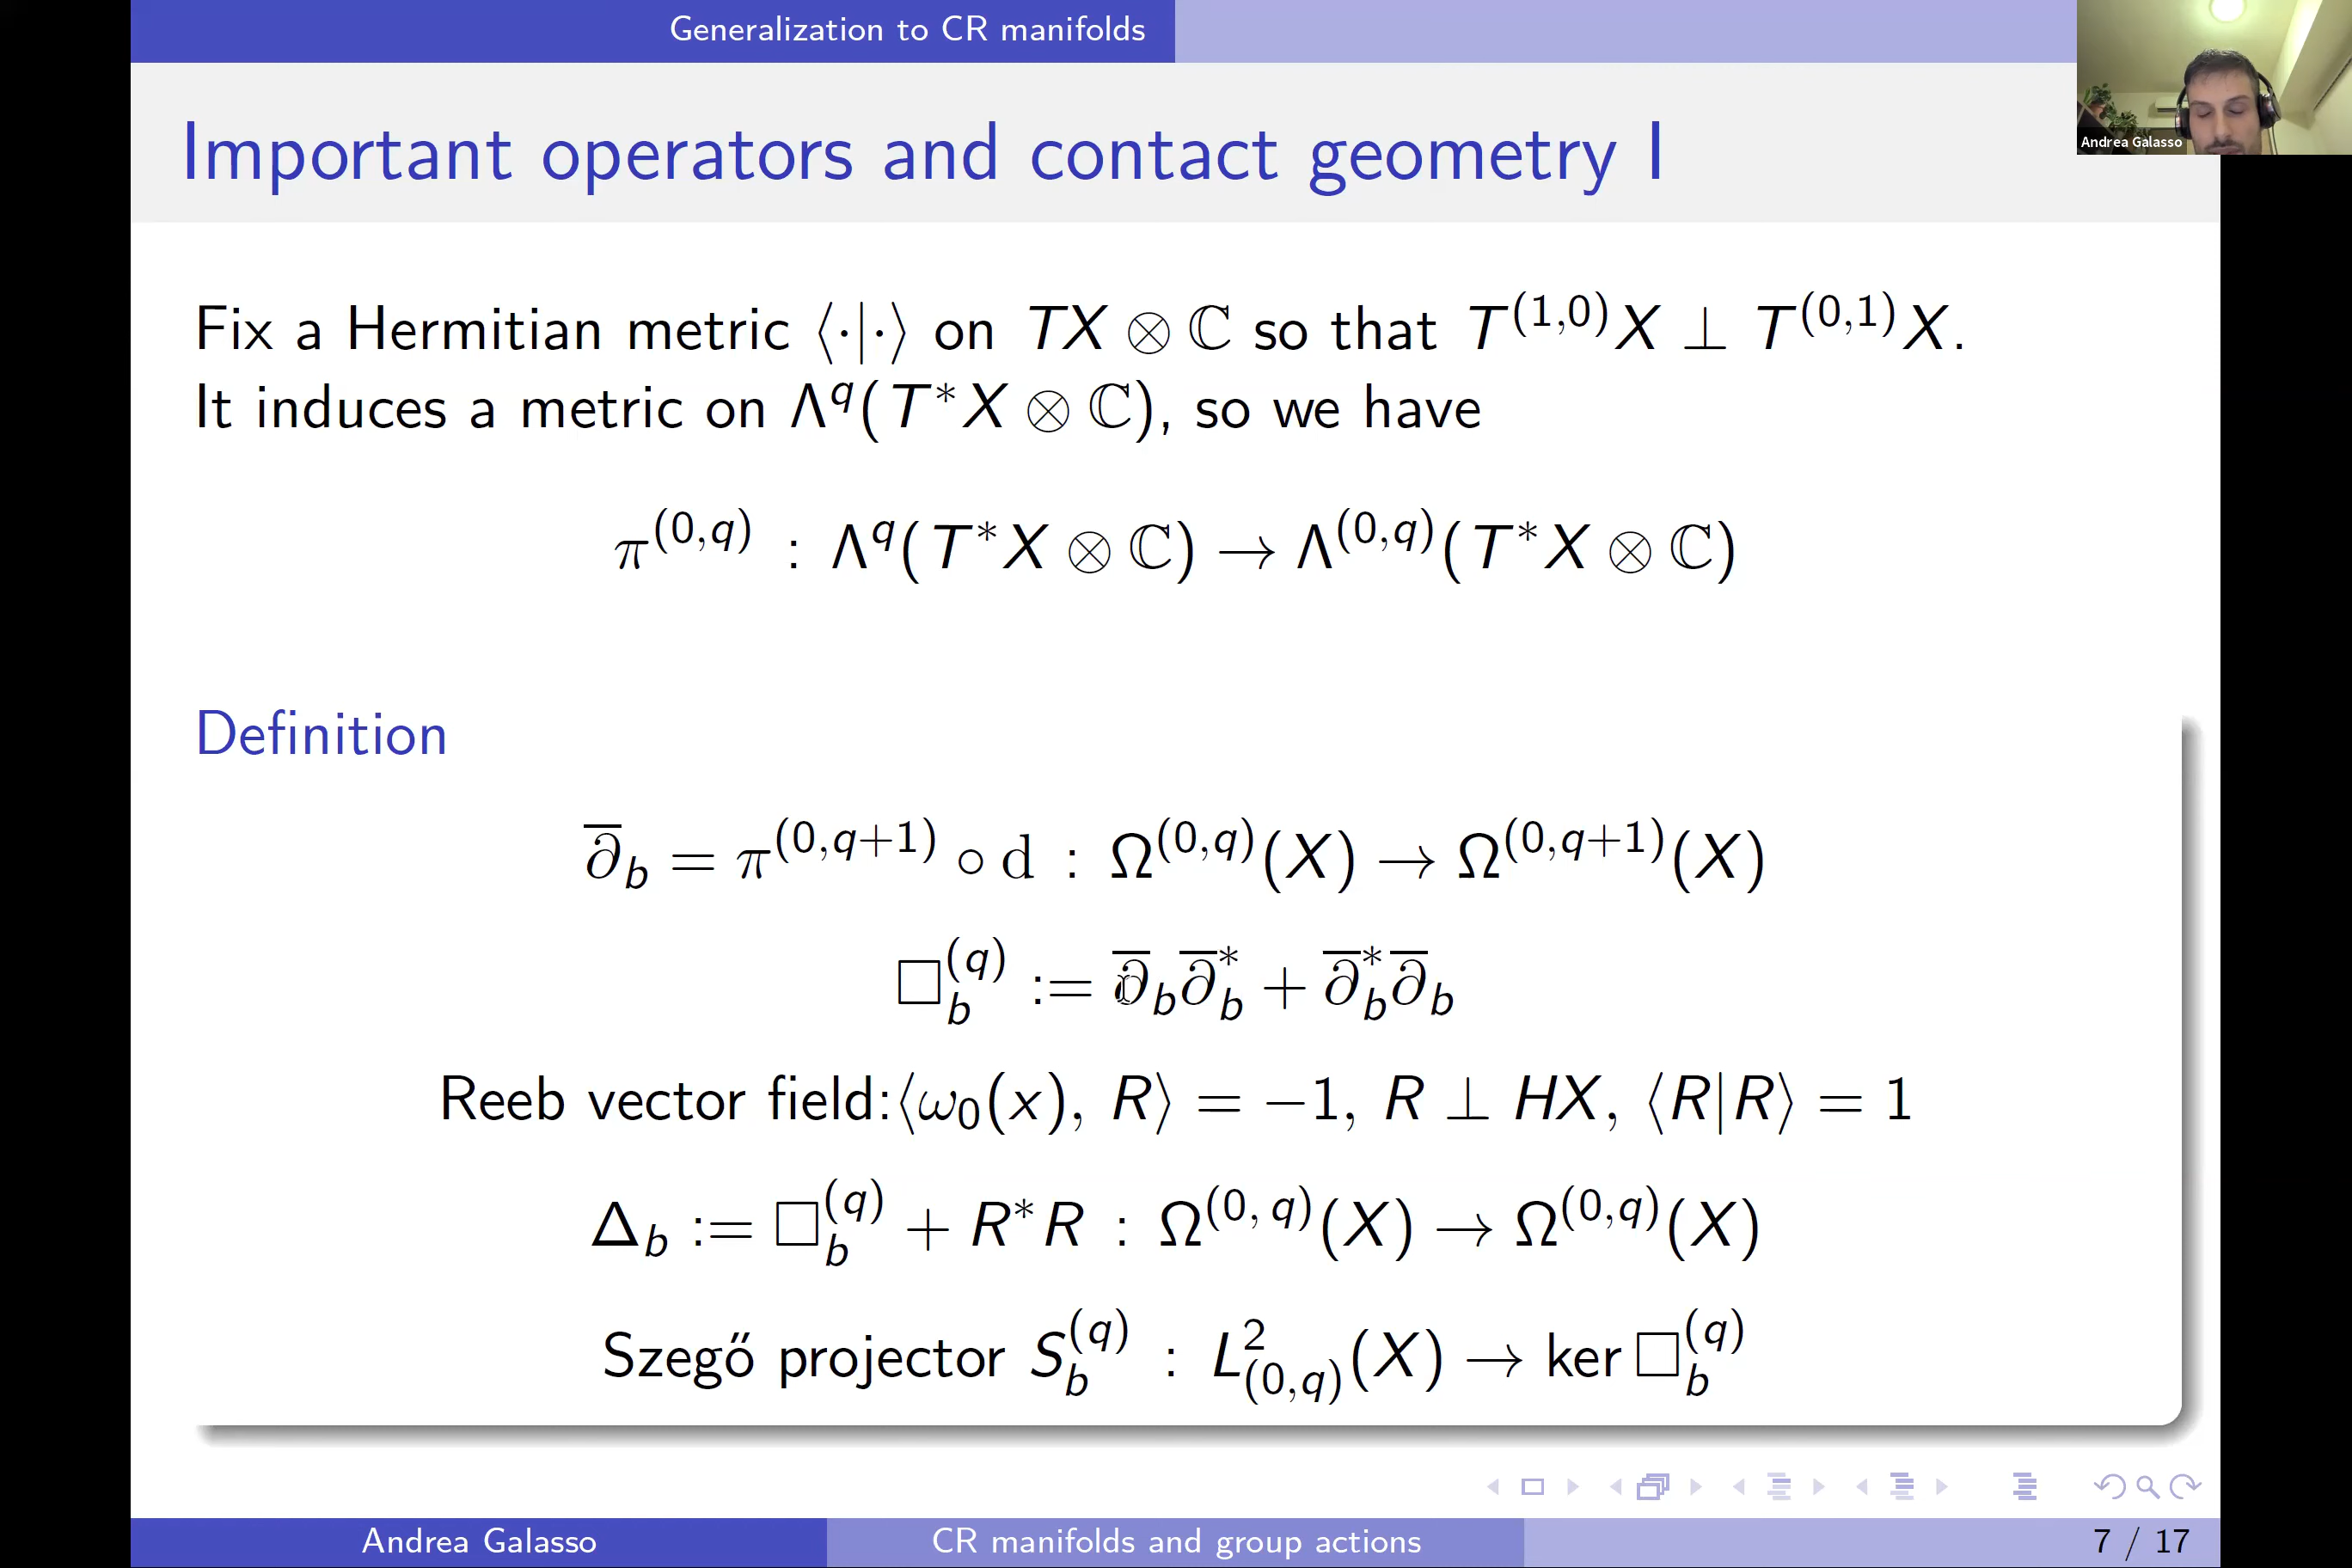 Generalization to CR manifolds
Andrea Galasso
Important operators and contact geometry I
Fix a Hermitian metric ⟨·|·⟩ on TX ⊗ ℂ so that T^(1,0)X ⊥ T^(0,1)X.
It induces a metric on Λ^q(T*X ⊗ ℂ), so we have
π^(0,q) : Λ^q(T*X ⊗ ℂ) → Λ^(0,q)(T*X ⊗ ℂ)
Definition
∂̄_b = π^(0,q+1) ∘ d : Ω^(0,q)(X) → Ω^(0,q+1)(X)
□_b^(q) := ∂̄_b ∂̄_b^* + ∂̄_b^* ∂̄_b
Reeb vector field:⟨ω_0(x), R⟩ = −1, R ⊥ HX, ⟨R|R⟩ = 1
Δ_b := □_b^(q) + R*R : Ω^(0,q)(X) → Ω^(0,q)(X)
Szegő projector S_b^(q) : L^2_(0,q)(X) → ker □_b^(q)
Andrea Galasso
CR manifolds and group actions
7 / 17